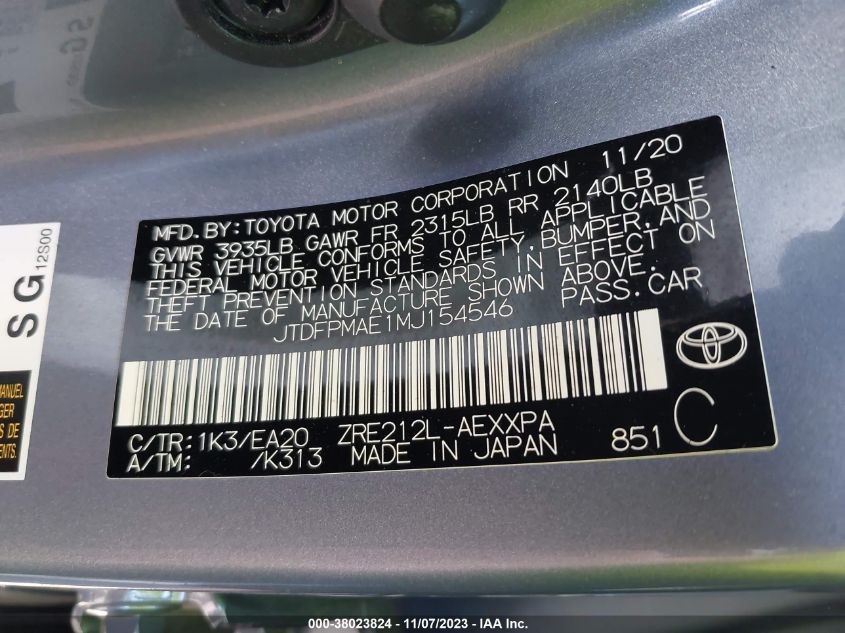 MFD. BY: TOYOTA MOTOR CORPORATION 11/20
GVWR 3935LB GAWR FR 2315LB RR 2140LB
THIS VEHICLE CONFORMS TO ALL APPLICABLE
FEDERAL MOTOR VEHICLE SAFETY, BUMPER, AND
THEFT PREVENTION STANDARDS IN EFFECT ON
THE DATE OF MANUFACTURE SHOWN ABOVE.
JTDFPMAE1MJ154546 PASS.CAR
C/TR: 1K3/EA20 ZRE212L-AEXXPA
A/TM: /K313 MADE IN JAPAN 851 C
SG
12S00
MANUEL
000-38023824 - 11/07/2023 - IAA Inc.